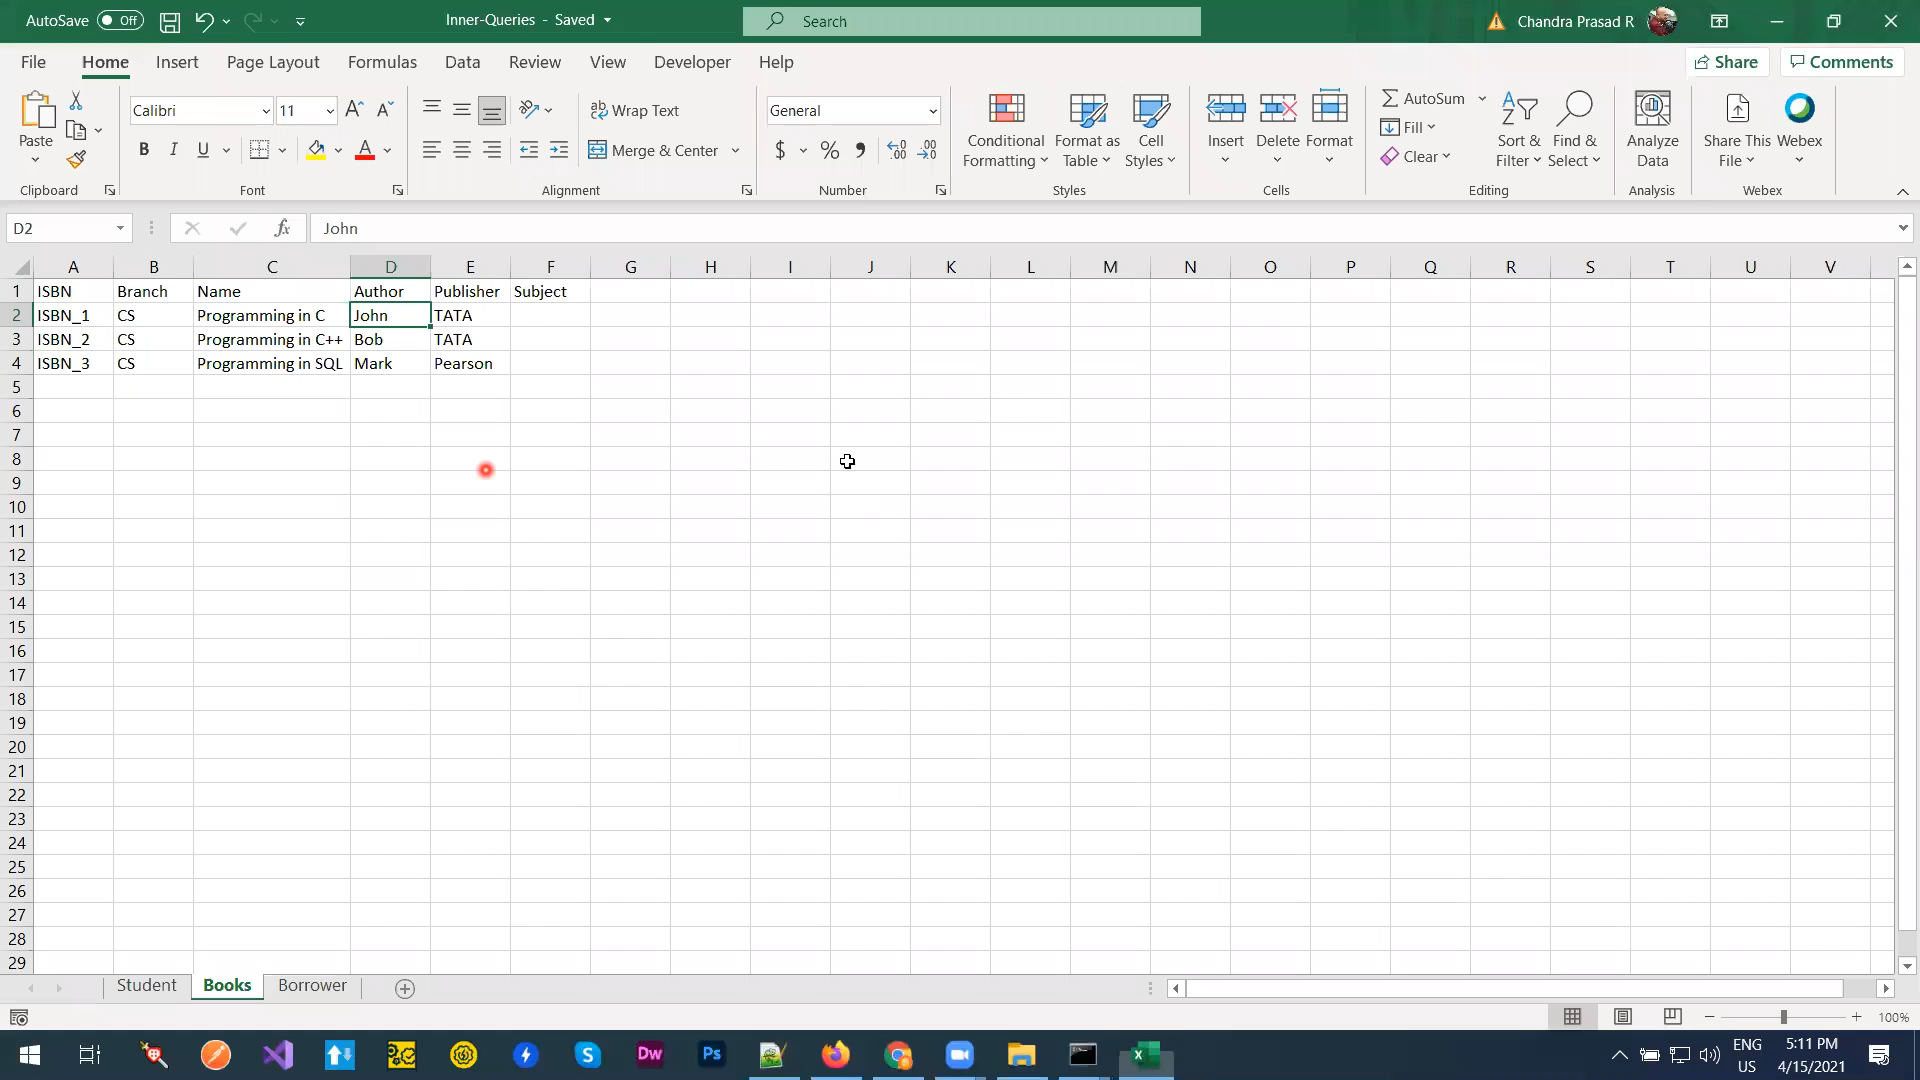 AutoSave Off Inner-Queries - Saved Search Chandra Prasad R
File Home Insert Page Layout Formulas Data Review View Developer Help Share Comments
Calibri 11 Wrap Text General AutoSum
Paste Conditional Format as Cell Insert Delete Format Fill Sort & Find & Analyze Share This Webex
B I U Merge & Center $ % Formatting Table Styles Clear Filter Select Data File
Clipboard Font Alignment Number Styles Cells Editing Analysis Webex
D2 fx John
A B C D E F G H I J K L M N O P Q R S T U V
1 ISBN Branch Name Author Publisher Subject
2 ISBN_1 CS Programming in C John TATA
3 ISBN_2 CS Programming in C++ Bob TATA
4 ISBN_3 CS Programming in SQL Mark Pearson
5
6
7
8
9
10
11
12
13
14
15
16
17
18
19
20
21
22
23
24
25
26
27
28
29
Student Books Borrower
100%
Dw Ps ENG 5:11 PM
US 4/15/2021